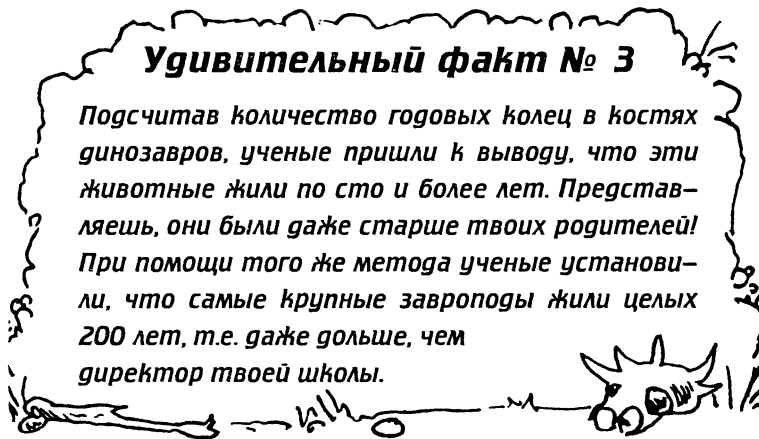 Удивительный факт № 3
Подсчитав количество годовых колец в костях
динозавров, ученые пришли к выводу, что эти
животные жили по сто и более лет. Представ–
ляешь, они были даже старше твоих родителей!
При помощи того же метода ученые установи–
ли, что самые крупные завроподы жили целых
200 лет, т.е. даже дольше, чем
директор твоей школы.